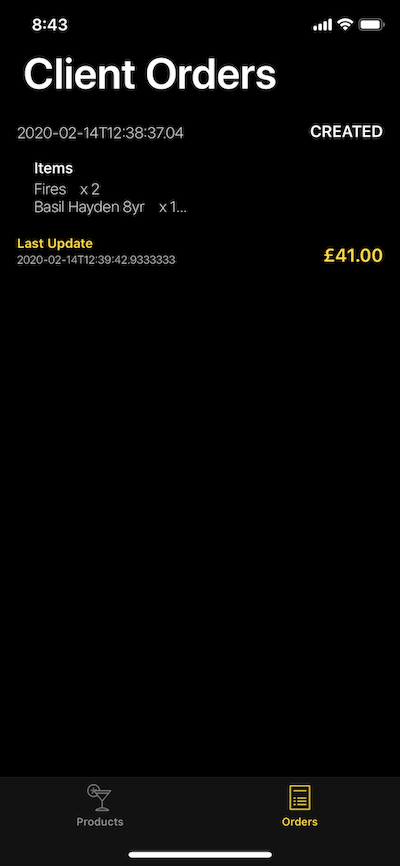 8:43
Client Orders
2020-02-14T12:38:37.04 CREATED
Items
Fires x 2
Basil Hayden 8yr x 1...
Last Update
2020-02-14T12:39:42.9333333 £41.00
Products Orders